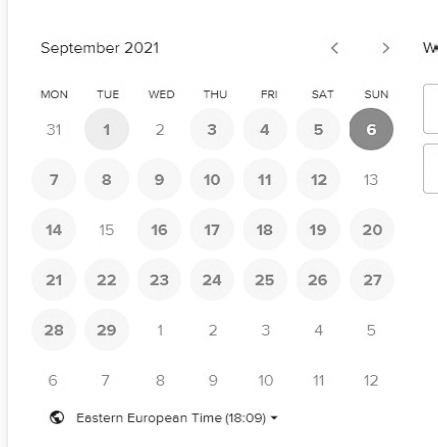 September 2021 < >
MON TUE WED THU FRI SAT SUN
31 1 2 3 4 5 6
7 8 9 10 11 12 13
14 15 16 17 18 19 20
21 22 23 24 25 26 27
28 29 1 2 3 4 5
6 7 8 9 10 11 12
Eastern European Time (18:09)